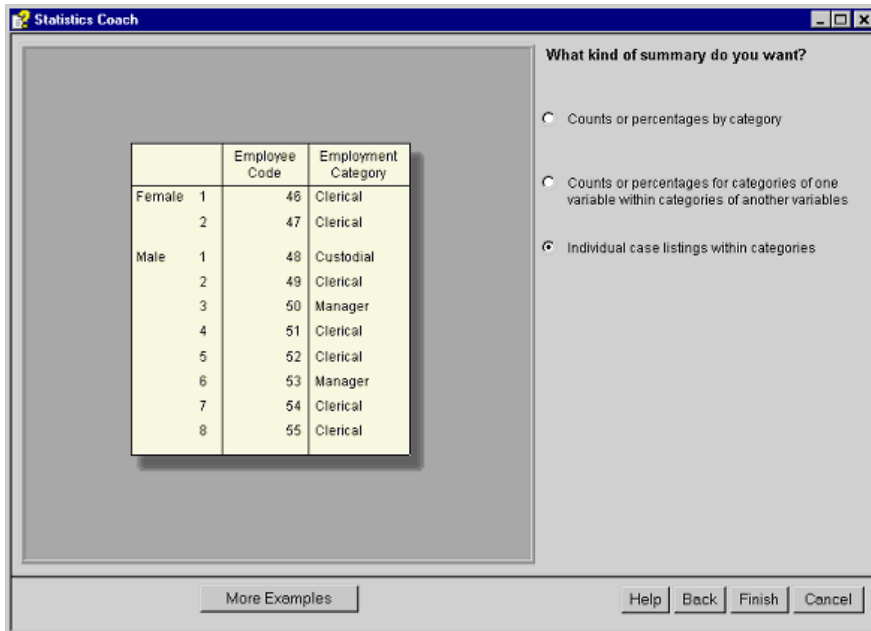 Statistics Coach
What kind of summary do you want?
Counts or percentages by category
Counts or percentages for categories of one
variable within categories of another variables
Individual case listings within categories
Employee Code Employment Category
Female 1 46 Clerical
2 47 Clerical
Male 1 48 Custodial
2 49 Clerical
3 50 Manager
4 51 Clerical
5 52 Clerical
6 53 Manager
7 54 Clerical
8 55 Clerical
More Examples
Help Back Finish Cancel